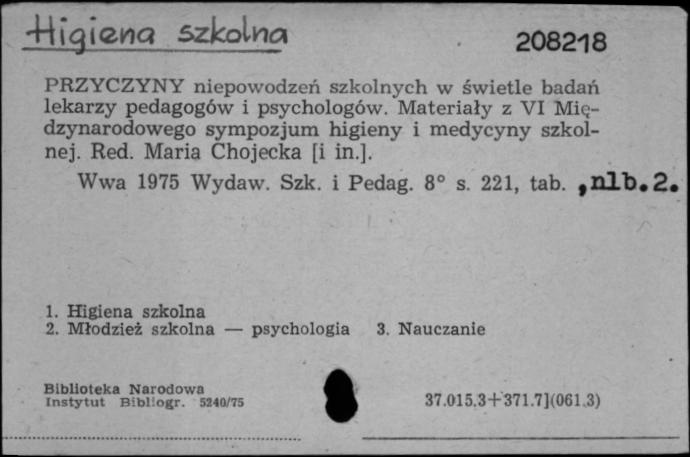 Higiena szkolna
208218
PRZYCZYNY niepowodzeń szkolnych w świetle badań
lekarzy pedagogów i psychologów. Materiały z VI Mię-
dzynarodowego sympozjum higieny i medycyny szkol-
nej. Red. Maria Chojecka [i in.].
Wwa 1975 Wydaw. Szk. i Pedag. 8° s. 221, tab. ,nlb.2.
1. Higiena szkolna
2. Młodzież szkolna — psychologia 3. Nauczanie
Biblioteka Narodowa
Instytut Bibliogr. 5240/75
37.015.3+371.7](061.3)